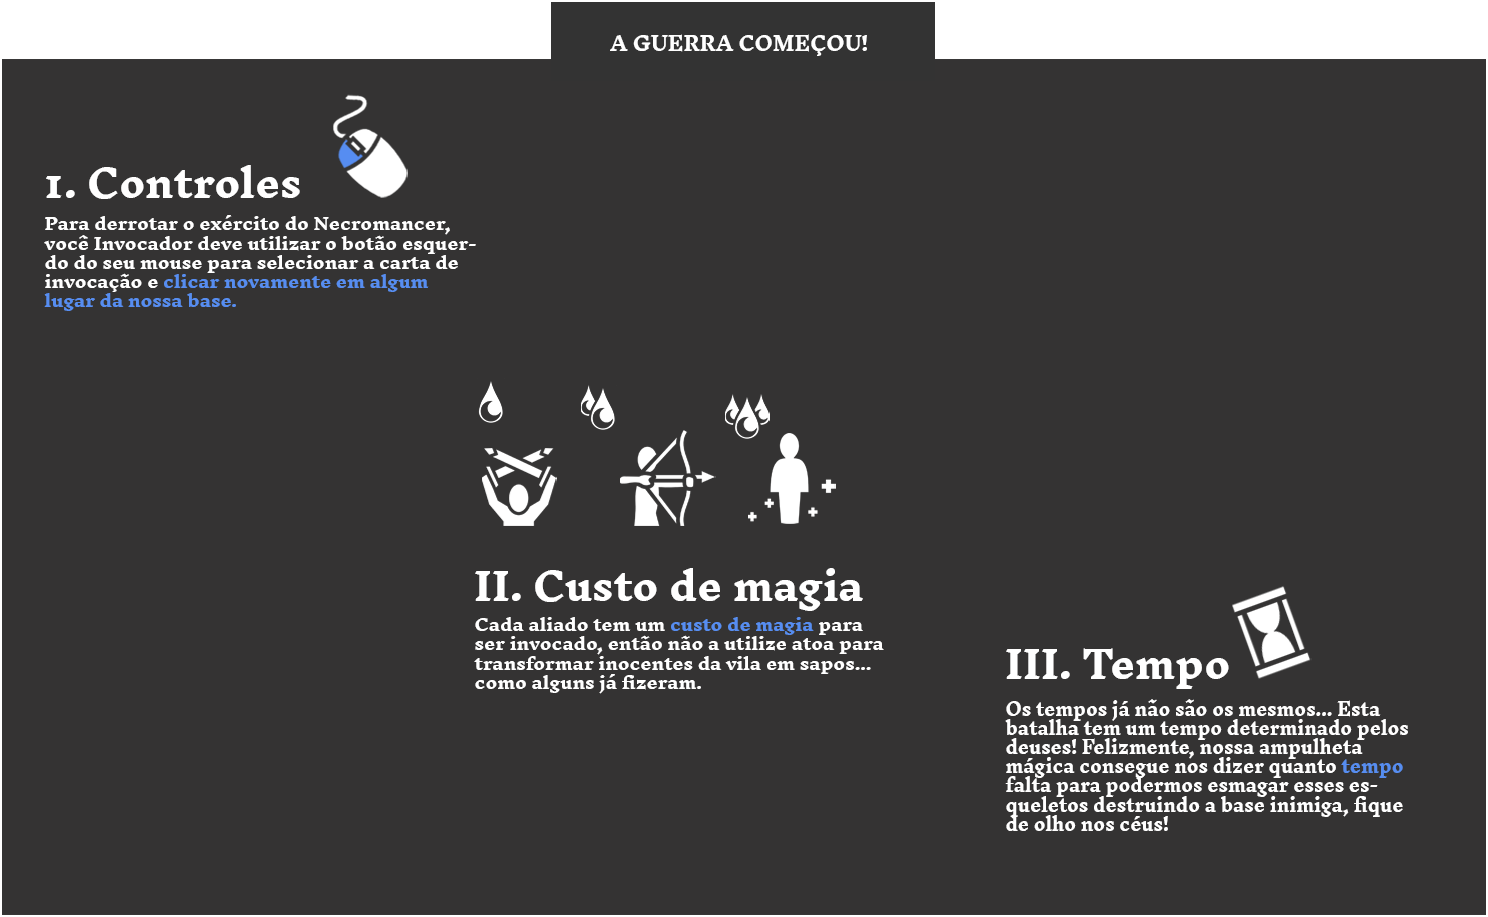 A GUERRA COMEÇOU!
I. Controles
Para derrotar o exército do Necromancer,
você Invocador deve utilizar o botão esquer-
do do seu mouse para selecionar a carta de
invocação e clicar novamente em algum
lugar da nossa base.
II. Custo de magia
Cada aliado tem um custo de magia para
ser invocado, então não a utilize atoa para
transformar inocentes da vila em sapos...
como alguns já fizeram.
III. Tempo
Os tempos já não são os mesmos... Esta
batalha tem um tempo determinado pelos
deuses! Felizmente, nossa ampulheta
mágica consegue nos dizer quanto tempo
falta para podermos esmagar esses es-
queletos destruindo a base inimiga, fique
de olho nos céus!